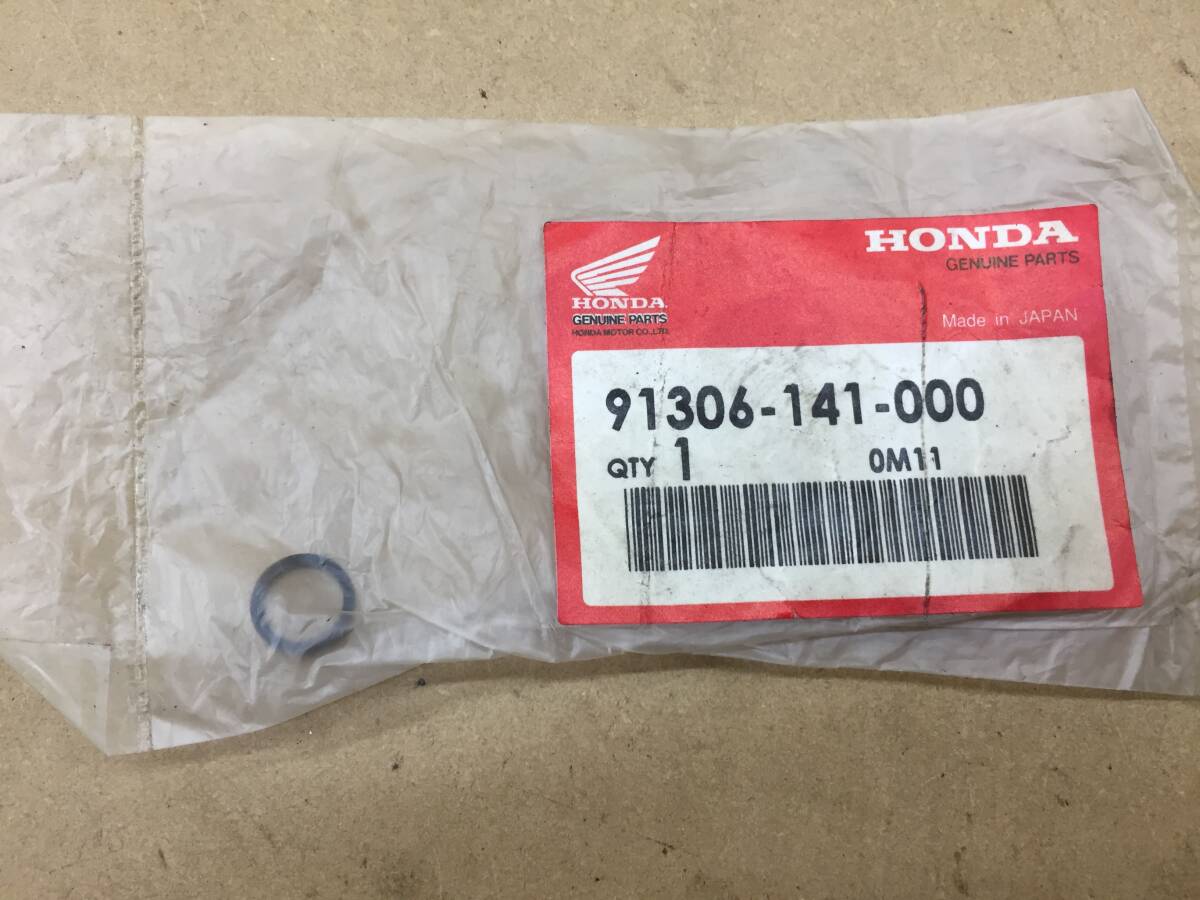 HONDA
GENUINE PARTS
HONDA MOTOR CO.,LTD.
HONDA
GENUINE PARTS
Made in JAPAN
91306-141-000
QTY 1 0M11